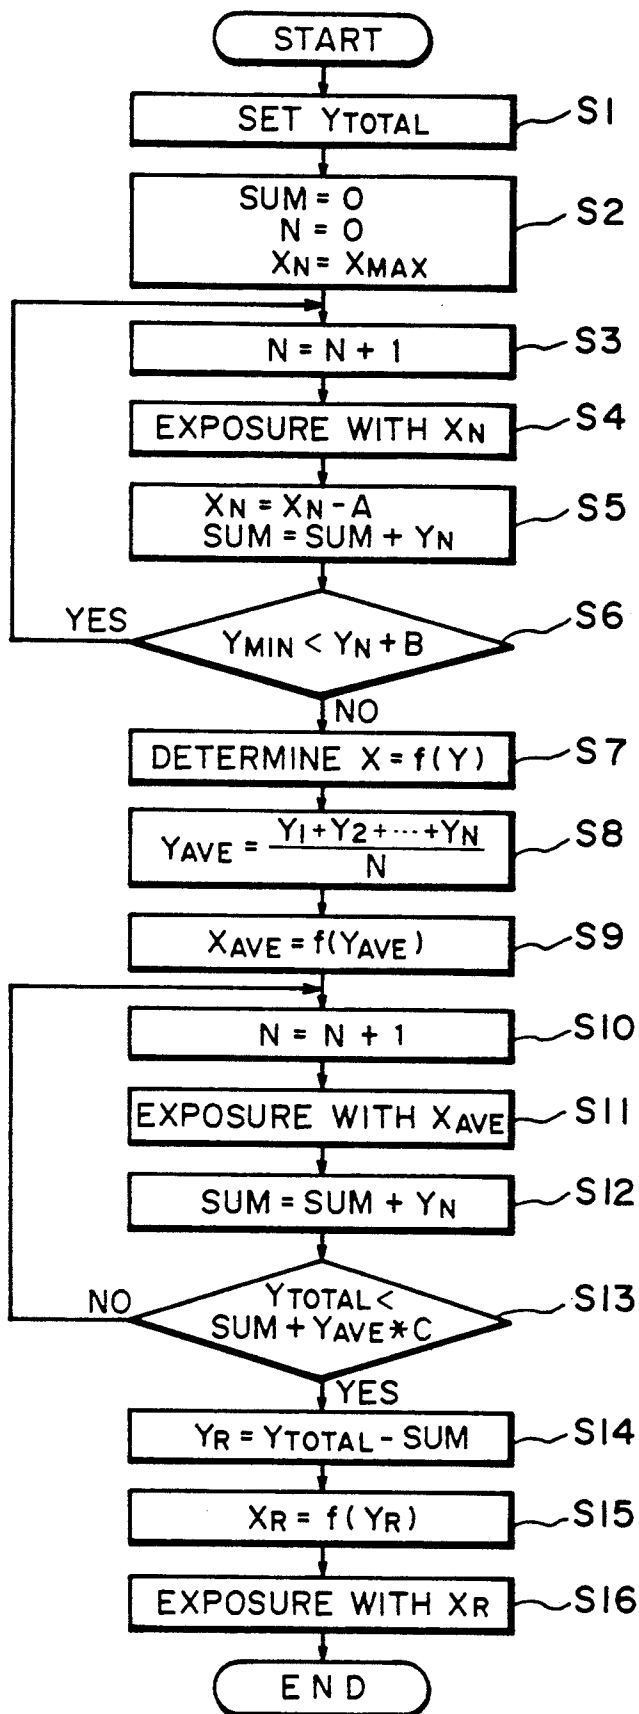 START
SET YTOTAL
S1
SUM = 0
N = 0
XN = XMAX
S2
N = N + 1
S3
EXPOSURE WITH XN
S4
XN = XN - A
SUM = SUM + YN
S5
YES
YMIN < YN + B
S6
NO
DETERMINE X = f(Y)
S7
YAVE = Y1 + Y2 + ··· + YN
N
S8
XAVE = f(YAVE)
S9
N = N + 1
S10
EXPOSURE WITH XAVE
S11
SUM = SUM + YN
S12
NO
YTOTAL <
SUM + YAVE * C
S13
YES
YR = YTOTAL - SUM
S14
XR = f(YR)
S15
EXPOSURE WITH XR
S16
END